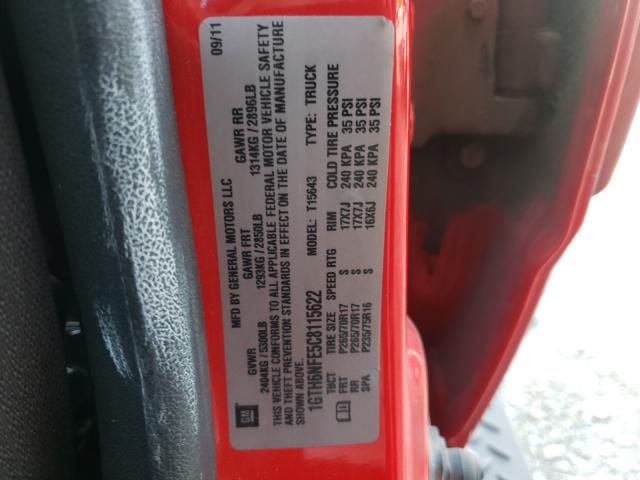 MFD BY GENERAL MOTORS LLC 09/11
GVWR GAWR FRT GAWR RR
2404KG/5300LB 1293KG/2850LB 1314KG/2896LB
THIS VEHICLE CONFORMS TO ALL APPLICABLE FEDERAL MOTOR VEHICLE SAFETY
AND THEFT PREVENTION STANDARDS IN EFFECT ON THE DATE OF MANUFACTURE
SHOWN ABOVE.
1GTH6NFE5C8115622 MODEL: T15643 TYPE: TRUCK
TBCT TIRE SIZE SPEED RTG RIM COLD TIRE PRESSURE
FRT P265/70R17 S 17X7J 240 KPA 35 PSI
RR P265/70R17 S 17X7J 240 KPA 35 PSI
SPA P235/75R16 S 16X6J 240 KPA 35 PSI
GM